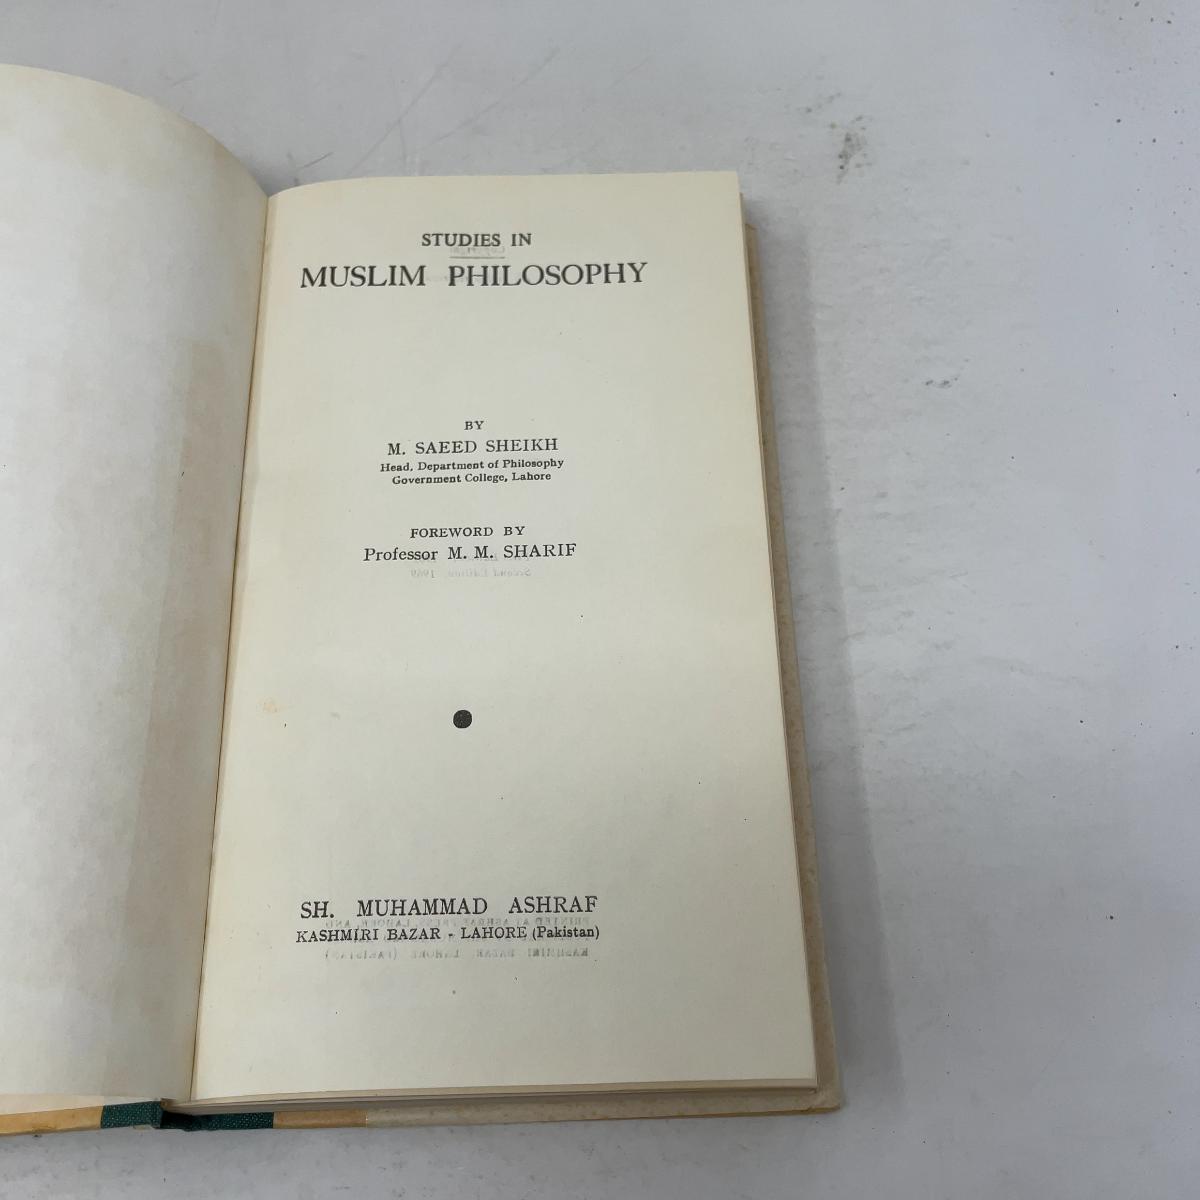 STUDIES IN
MUSLIM PHILOSOPHY
BY
M. SAEED SHEIKH
Head, Department of Philosophy
Government College, Lahore
FOREWORD BY
Professor M. M. SHARIF
SH. MUHAMMAD ASHRAF
KASHMIRI BAZAR - LAHORE (Pakistan)